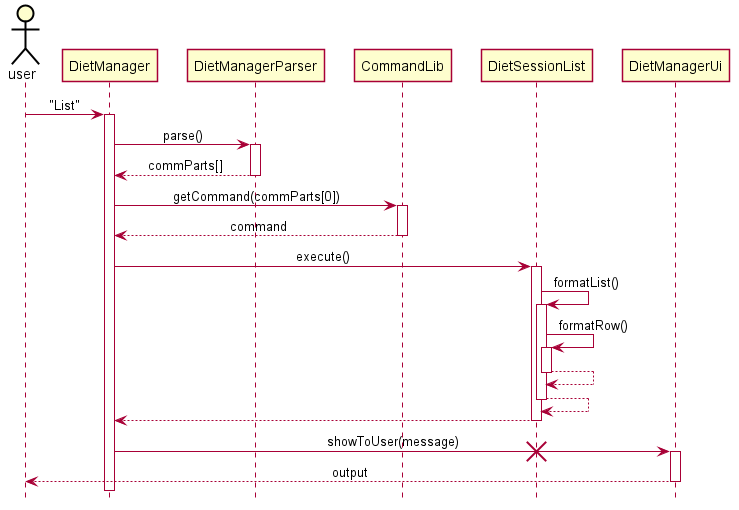 user
DietManager
DietManagerParser
CommandLib
DietSessionList
DietManagerUi
"List"
parse()
commParts[]
getCommand(commParts[0])
command
execute()
formatList()
formatRow()
showToUser(message)
output